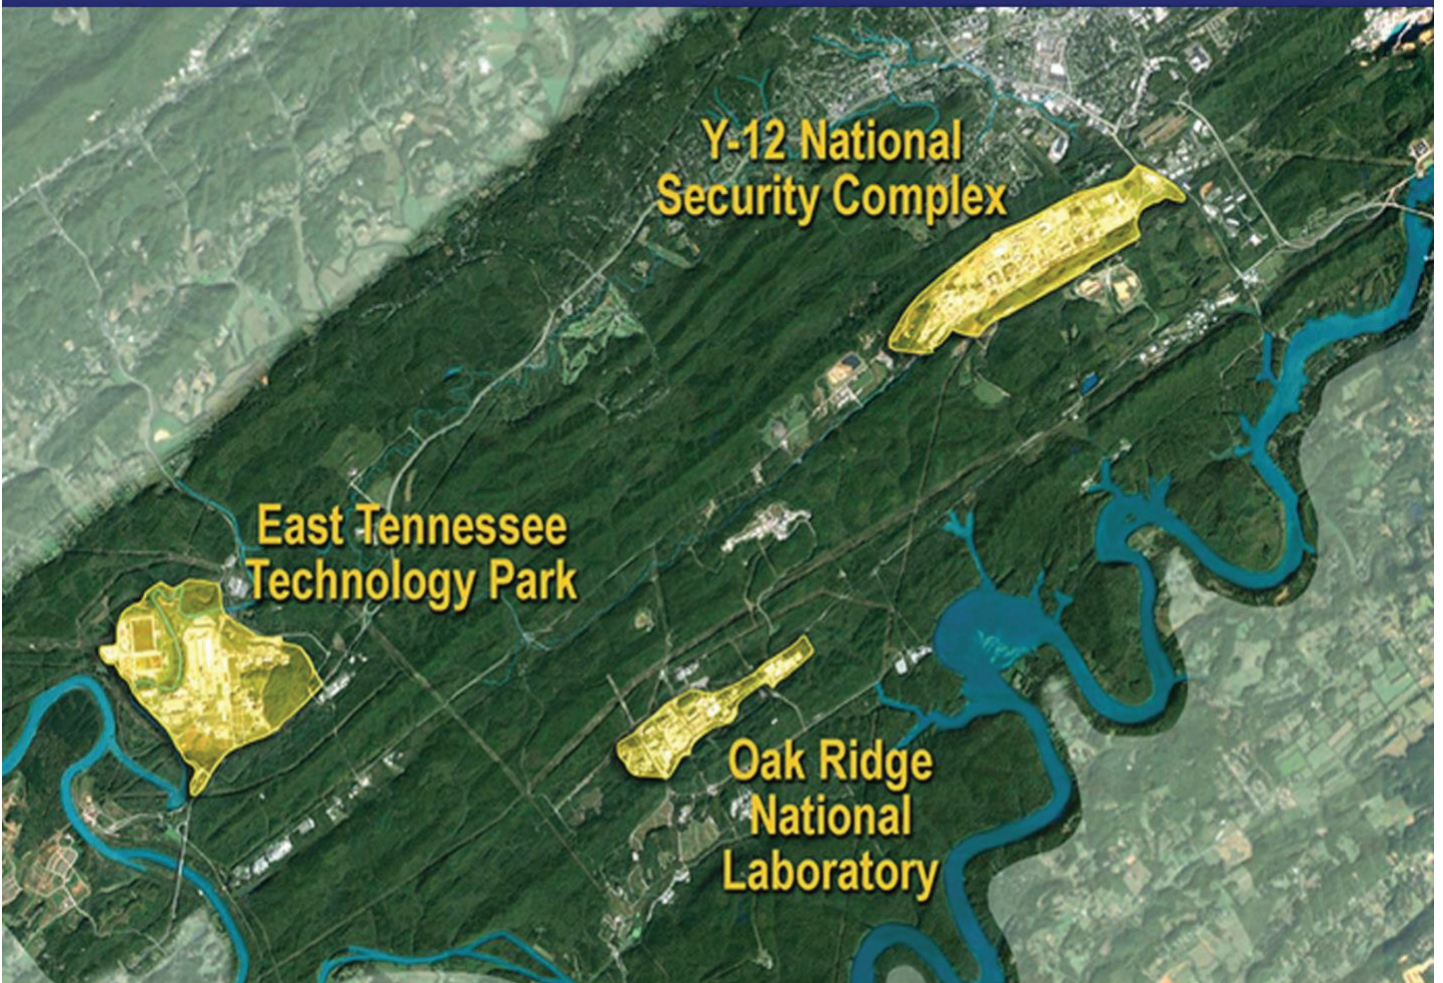 Y-12 National
Security Complex
East Tennessee
Technology Park
Oak Ridge
National
Laboratory